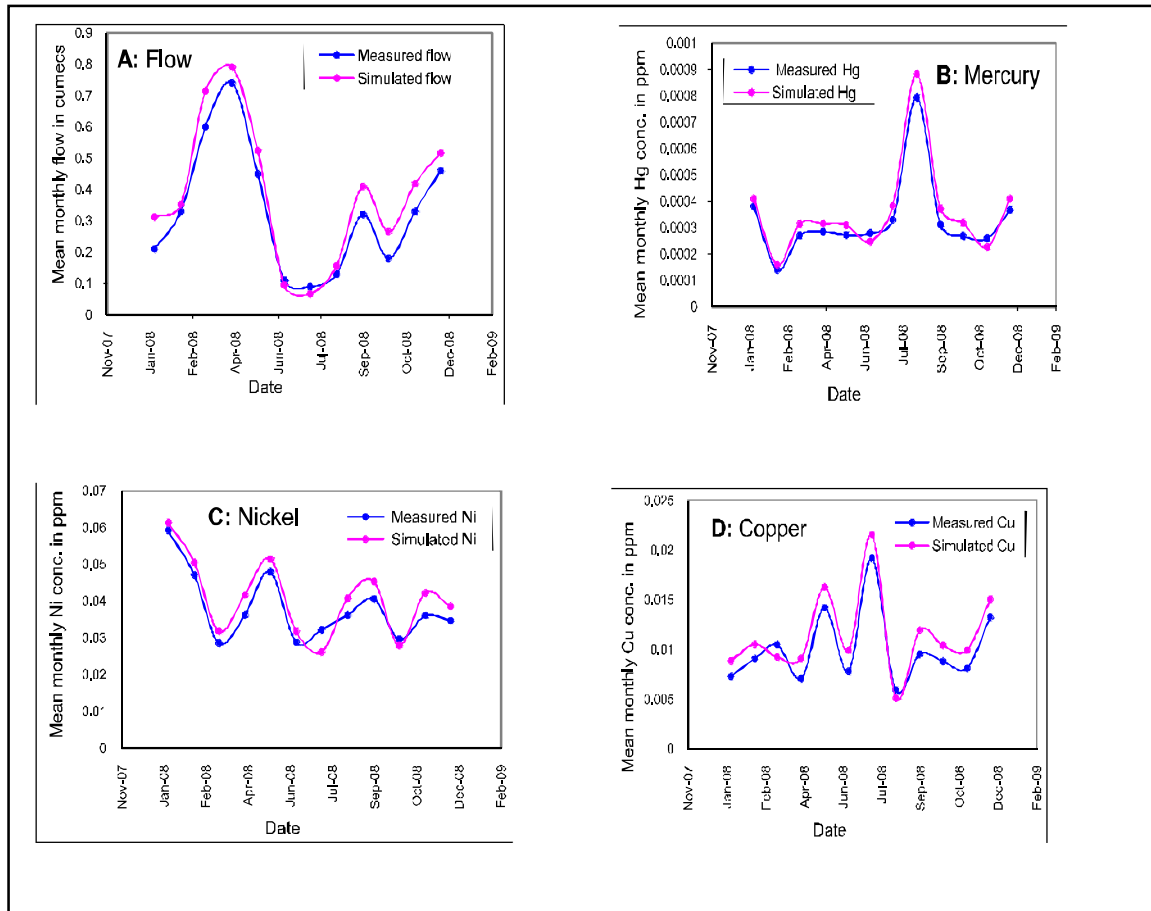 A: Flow
Measured flow
Simulated flow
Mean monthly flow in cumecs
0.9
0.8
0.7
0.6
0.5
0.4
0.3
0.2
0.1
0
Nov-07
Jan-08
Feb-08
Apr-08
Jun-08
Jul-08
Sep-08
Oct-08
Dec-08
Feb-09
Date
B: Mercury
Measured Hg
Simulated Hg
Mean monthly Hg conc. in ppm
0.001
0.0009
0.0008
0.0007
0.0006
0.0005
0.0004
0.0003
0.0002
0.0001
0
Nov-07
Jan-08
Feb-08
Apr-08
Jun-08
Jul-08
Sep-08
Oct-08
Dec-08
Feb-09
Date
C: Nickel
Measured Ni
Simulated Ni
Mean monthly Ni conc. in ppm
0.07
0.06
0.05
0.04
0.03
0.02
0.01
0
Nov-07
Jan-08
Feb-08
Apr-08
Jun-08
Jul-08
Sep-08
Oct-08
Dec-08
Feb-09
Date
D: Copper
Measured Cu
Simulated Cu
Mean monthly Cu conc. in ppm
0.025
0.02
0.015
0.01
0.005
0
Nov-07
Jan-08
Feb-08
Apr-08
Jun-08
Jul-08
Sep-08
Oct-08
Dec-08
Feb-09
Date